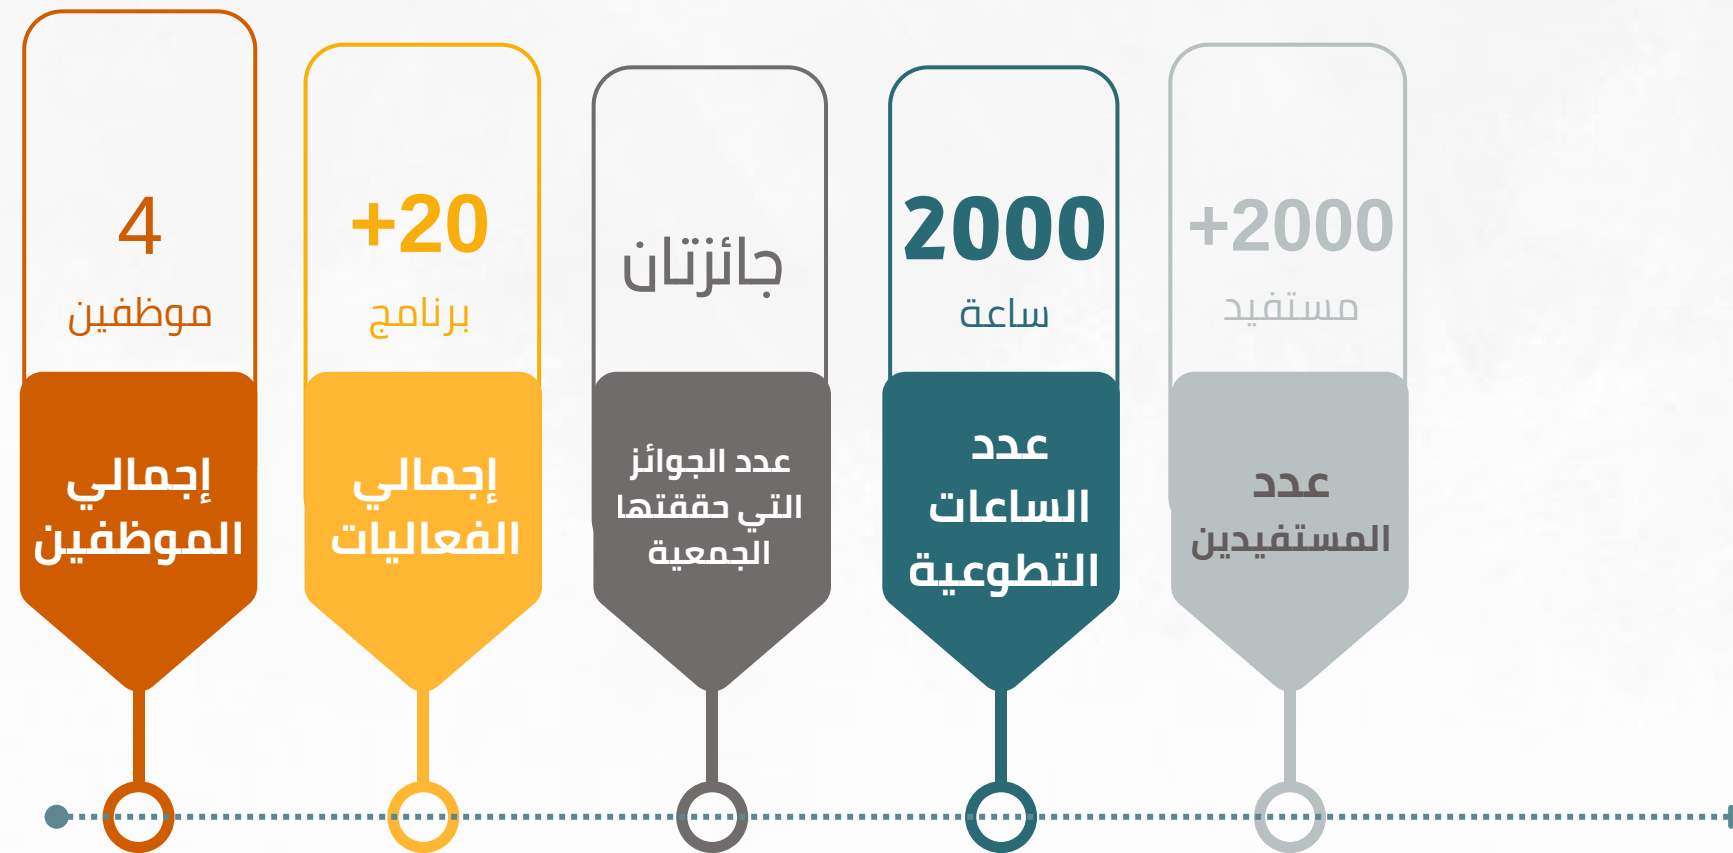 +2000
مستفيد
عدد
المستفيدين
2000
ساعة
عدد
الساعات
التطوعية
جائزتان
عدد الجوائز
التي حققتها
الجمعية
+20
برنامج
إجمالي
الفعاليات
4
موظفين
إجمالي
الموظفين